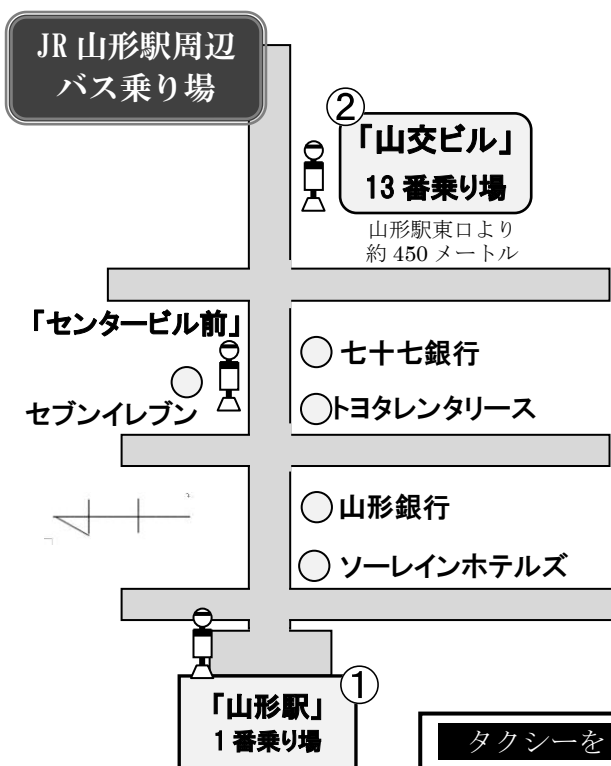 JR 山形駅周辺
バス乗り場
②
「山交ビル」
13 番乗り場
山形駅東口より
約 450 メートル
「センタービル前」
七十七銀行
セブンイレブン
トヨタレンタリース
山形銀行
ソーレインホテルズ
①
「山形駅」
1 番乗り場
タクシーを